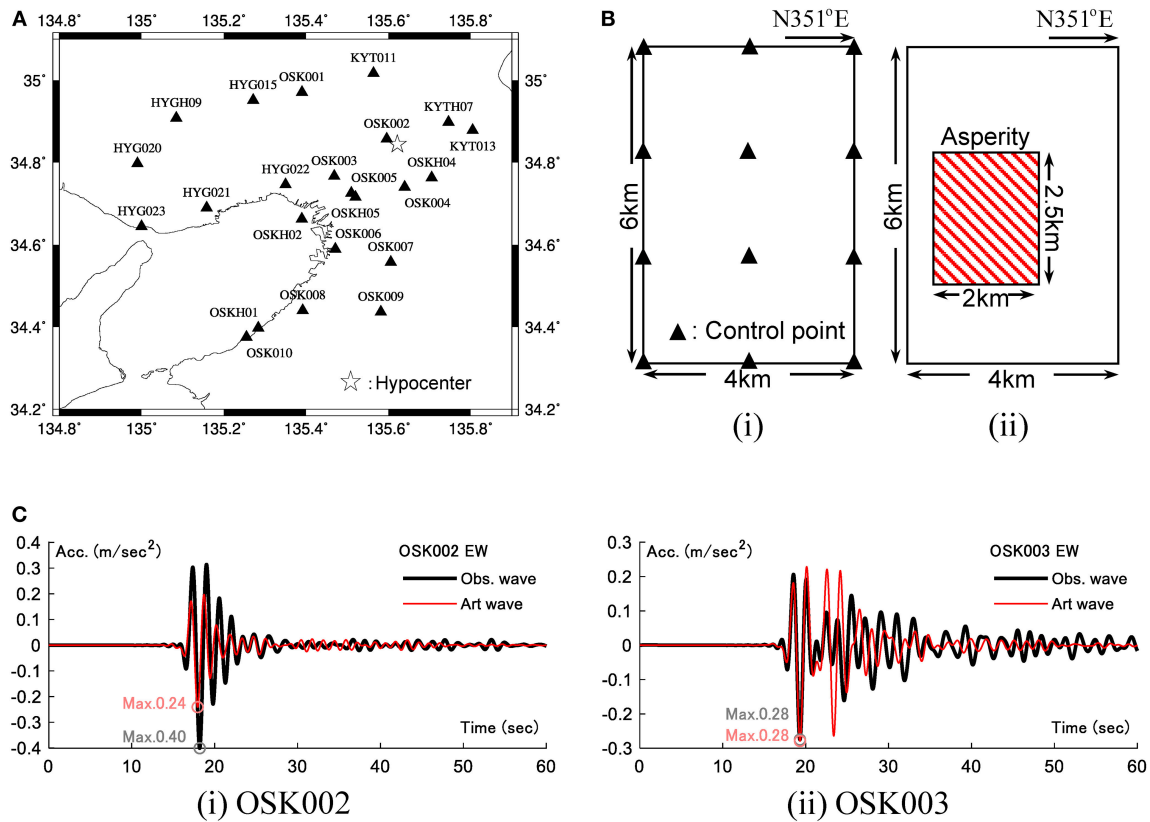 A
134.8˚ 135˚ 135.2˚ 135.4˚ 135.6˚ 135.8˚
KYT011
35˚ 35˚
HYG015 OSK001
HYGH09
KYTH07
OSK002
HYG020
KYT013
34.8˚ 34.8˚
HYG022 OSK003 OSKH04
OSK005
HYG021
OSK004
HYG023
OSKH05
OSKH02
OSK006
34.6˚ 34.6˚
OSK007
OSK008 OSK009
OSKH01
34.4˚ 34.4˚
OSK010
☆ : Hypocenter
34.2˚ 34.2˚
134.8˚ 135˚ 135.2˚ 135.4˚ 135.6˚ 135.8˚
B
N351°E
6km
▲ : Control point
4km
(i)
N351°E
Asperity
6km
2.5km
2km
4km
(ii)
C
Acc. (m/sec²)
OSK002 EW
Obs. wave
Art wave
0.4
0.3
0.2
0.1
0
-0.1
-0.2
-0.3
-0.4
Max.0.24
Max.0.40
Time (sec)
0 10 20 30 40 50 60
(i) OSK002
Acc. (m/sec²)
OSK003 EW
Obs. wave
Art wave
0.3
0.2
0.1
0
-0.1
-0.2
-0.3
Max.0.28
Max.0.28
Time (sec)
0 10 20 30 40 50 60
(ii) OSK003